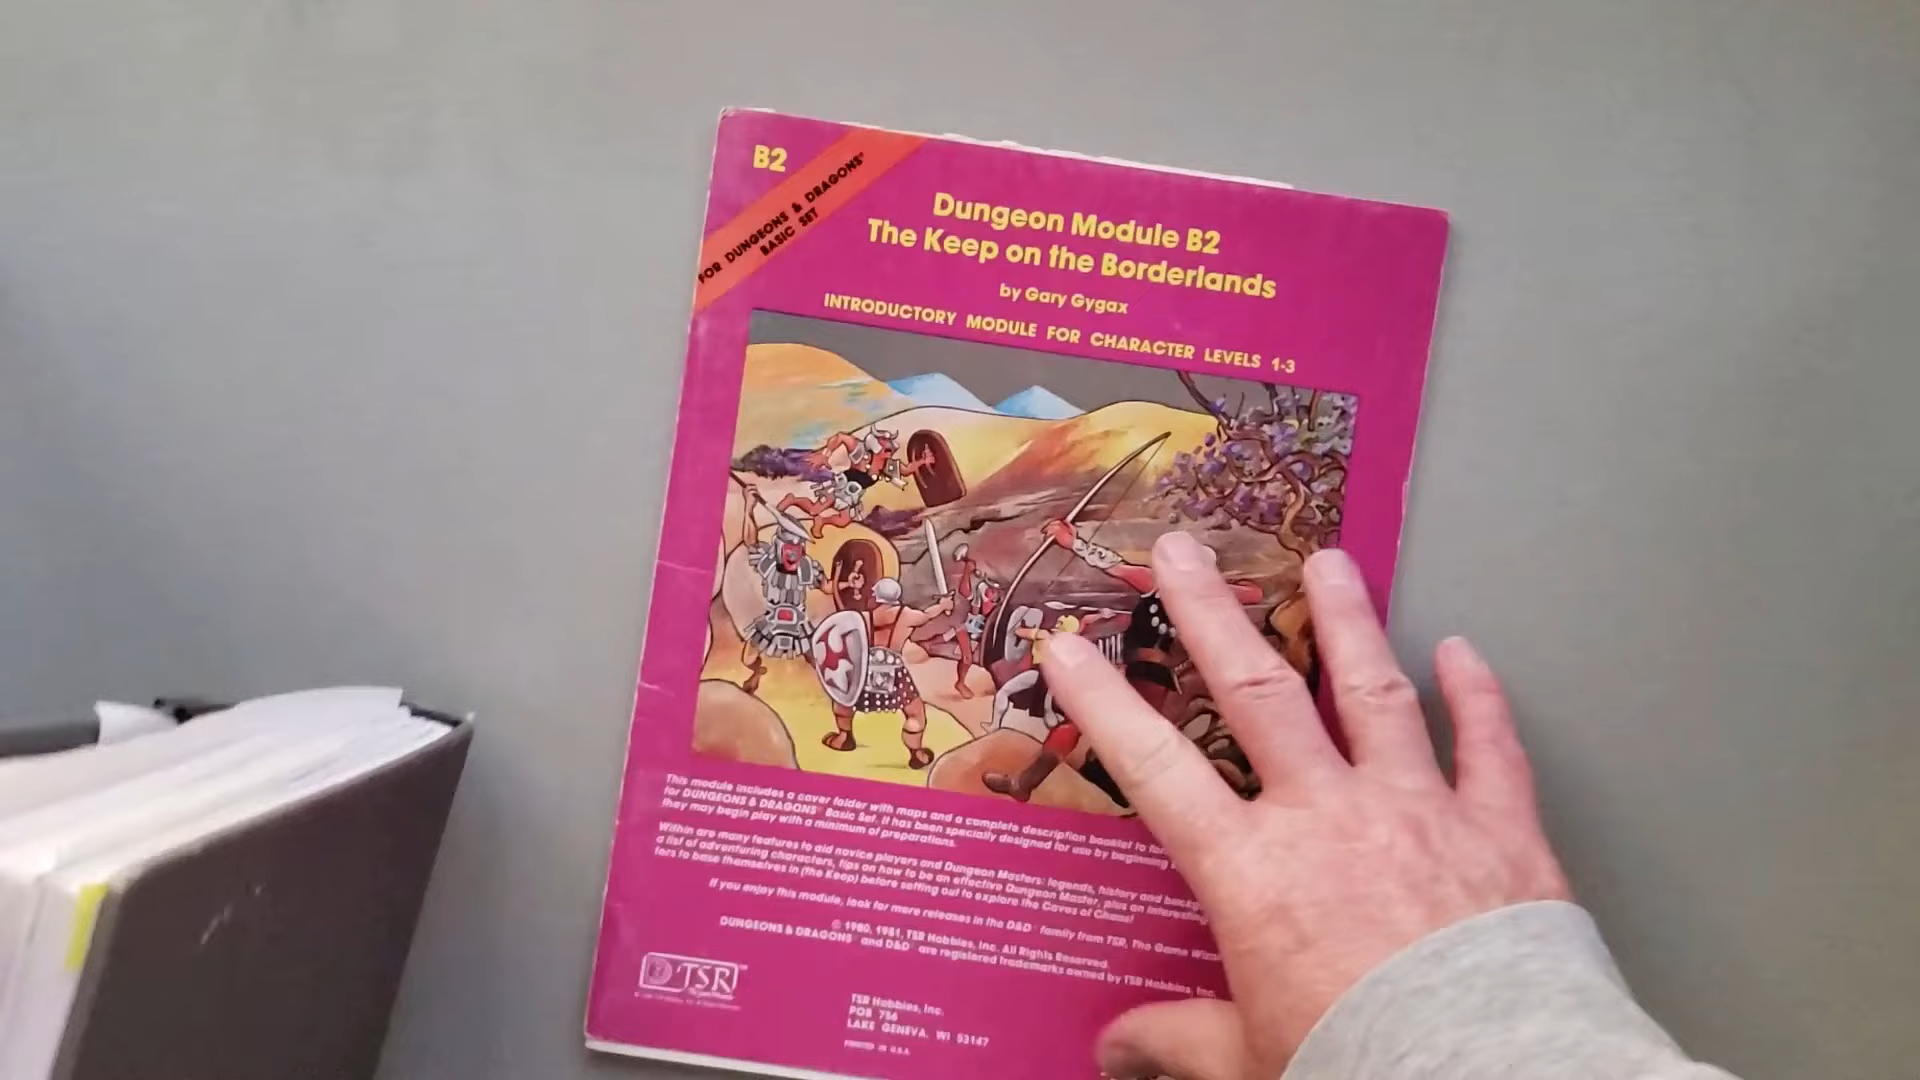 B2
FOR DUNGEONS & DRAGONS®
BASIC SET
Dungeon Module B2
The Keep on the Borderlands
by Gary Gygax
INTRODUCTORY MODULE FOR CHARACTER LEVELS 1-3
This module includes a cover folder with maps and a complete description booklet to
for DUNGEONS & DRAGONS® Basic Set. It has been specially designed for use by beginning
they may begin play with a minimum of preparations.
Within are many features to aid novice players and Dungeon Masters: legends, history and
a list of adventuring characters, tips on how to be an effective Dungeon Master, plus an interesting
ters to base themselves in (the Keep) before setting out to explore the Caves of Chaos!
If you enjoy this module, look for more releases in the D&D® family from TSR, The Game
© 1980, 1981, TSR Hobbies, Inc. All Rights Reserved.
DUNGEONS & DRAGONS® and D&D® are registered trademarks owned by TSR Hobbies, Inc.
TSR™
TSR Hobbies, Inc.
POB 756
LAKE GENEVA, WI 53147
PRINTED IN U.S.A.